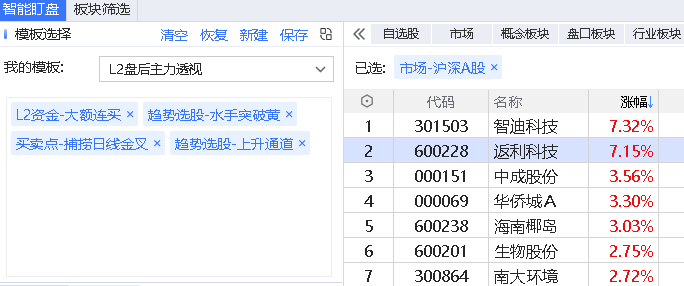 智能盯盘 板块筛选
模板选择 清空 恢复 新建 保存
我的模板: L2盘后主力透视
L2资金-大额连买 × 趋势选股-水手突破黄 ×
买卖点-捕捞日线金叉 × 趋势选股-上升通道 ×
自选股 市场 概念板块 盘口板块 行业板块
已选: 市场-沪深A股 ×
代码 名称 涨幅↓
1 301503 智迪科技 7.32%
2 600228 返利科技 7.15%
3 000151 中成股份 3.56%
4 000069 华侨城A 3.30%
5 600238 海南椰岛 3.03%
6 600201 生物股份 2.75%
7 300864 南大环境 2.72%